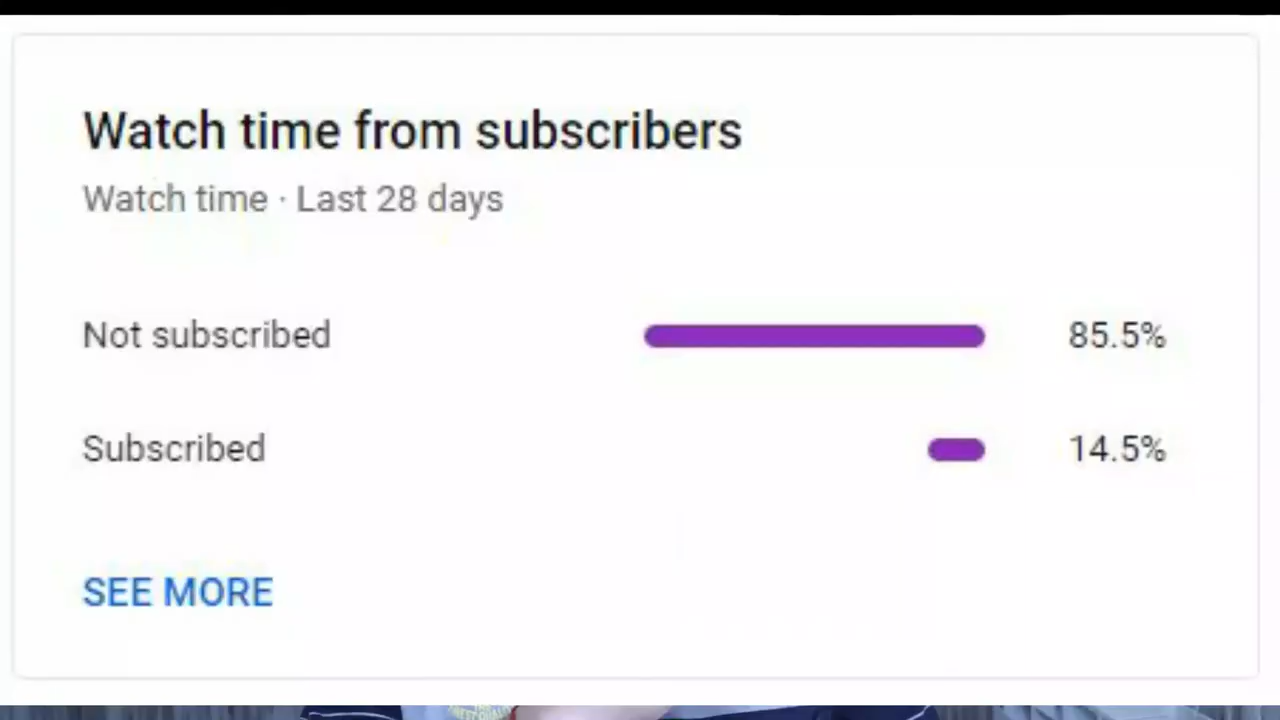 Watch time from subscribers
Watch time · Last 28 days
Not subscribed 85.5%
Subscribed 14.5%
SEE MORE